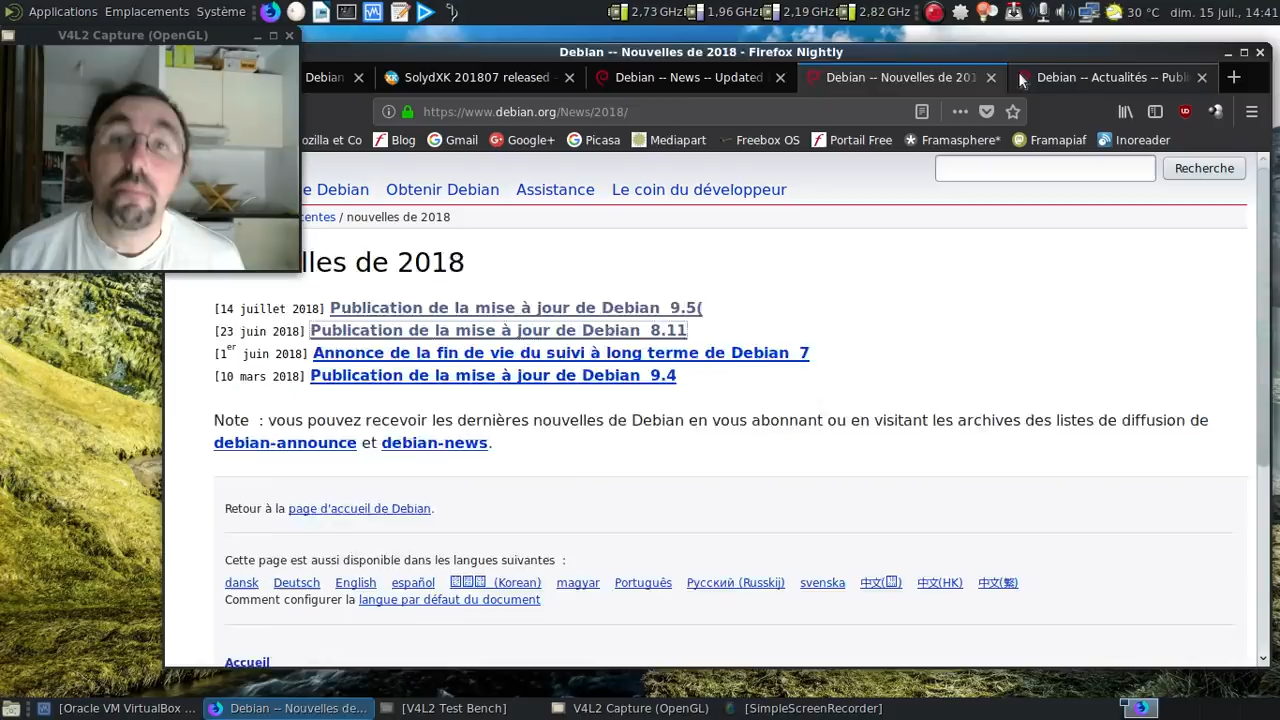 Applications Emplacements Système 2,73 GHz 1,96 GHz 2,19 GHz 2,82 GHz 30 °C dim. 15 juil., 14:41
V4L2 Capture (OpenGL)
Debian -- Nouvelles de 2018 - Firefox Nightly
Debian SolydXK 201807 released - Debian -- News -- Updated Debian -- Nouvelles de 201 Debian -- Actualités -- Publi
https://www.debian.org/News/2018/
ozilla et Co Blog Gmail Google+ Picasa Mediapart Freebox OS Portail Free Framasphere* Framapiaf Inoreader
Recherche
e Debian Obtenir Debian Assistance Le coin du développeur
centes / nouvelles de 2018
lles de 2018
[14 juillet 2018] Publication de la mise à jour de Debian 9.5(
[23 juin 2018] Publication de la mise à jour de Debian 8.11
[1er juin 2018] Annonce de la fin de vie du suivi à long terme de Debian 7
[10 mars 2018] Publication de la mise à jour de Debian 9.4
Note : vous pouvez recevoir les dernières nouvelles de Debian en vous abonnant ou en visitant les archives des listes de diffusion de
debian-announce et debian-news.
Retour à la page d'accueil de Debian.
Cette page est aussi disponible dans les langues suivantes :
dansk Deutsch English español (Korean) magyar Português Русский (Russkij) svenska 中文() 中文(HK) 中文(繁)
Comment configurer la langue par défaut du document
Accueil
[Oracle VM VirtualBox ... Debian -- Nouvelles de... [V4L2 Test Bench] V4L2 Capture (OpenGL) [SimpleScreenRecorder]